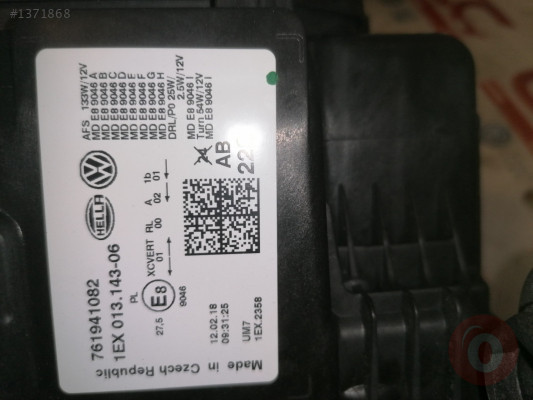 #1371868
761941082
1EX 013.143-06
Made in
Czech Republic
HELLA
PL
27,5
E8
9046
XCVERT RL A 1b
01 00 02 01
AFS 133W/12V
MD E8 9046 A
MD E8 9046 B
MD E8 9046 C
MD E8 9046 D
MD E8 9046 E
MD E8 9046 F
MD E8 9046 G
MD E8 9046 H
DRL/P0 25W/
2.5W/12V
MD E8 9046 I
Turn 54W/12V
MD E8 9046 I
AB
12.02.18
09:31:25
UM7
1EX.2358